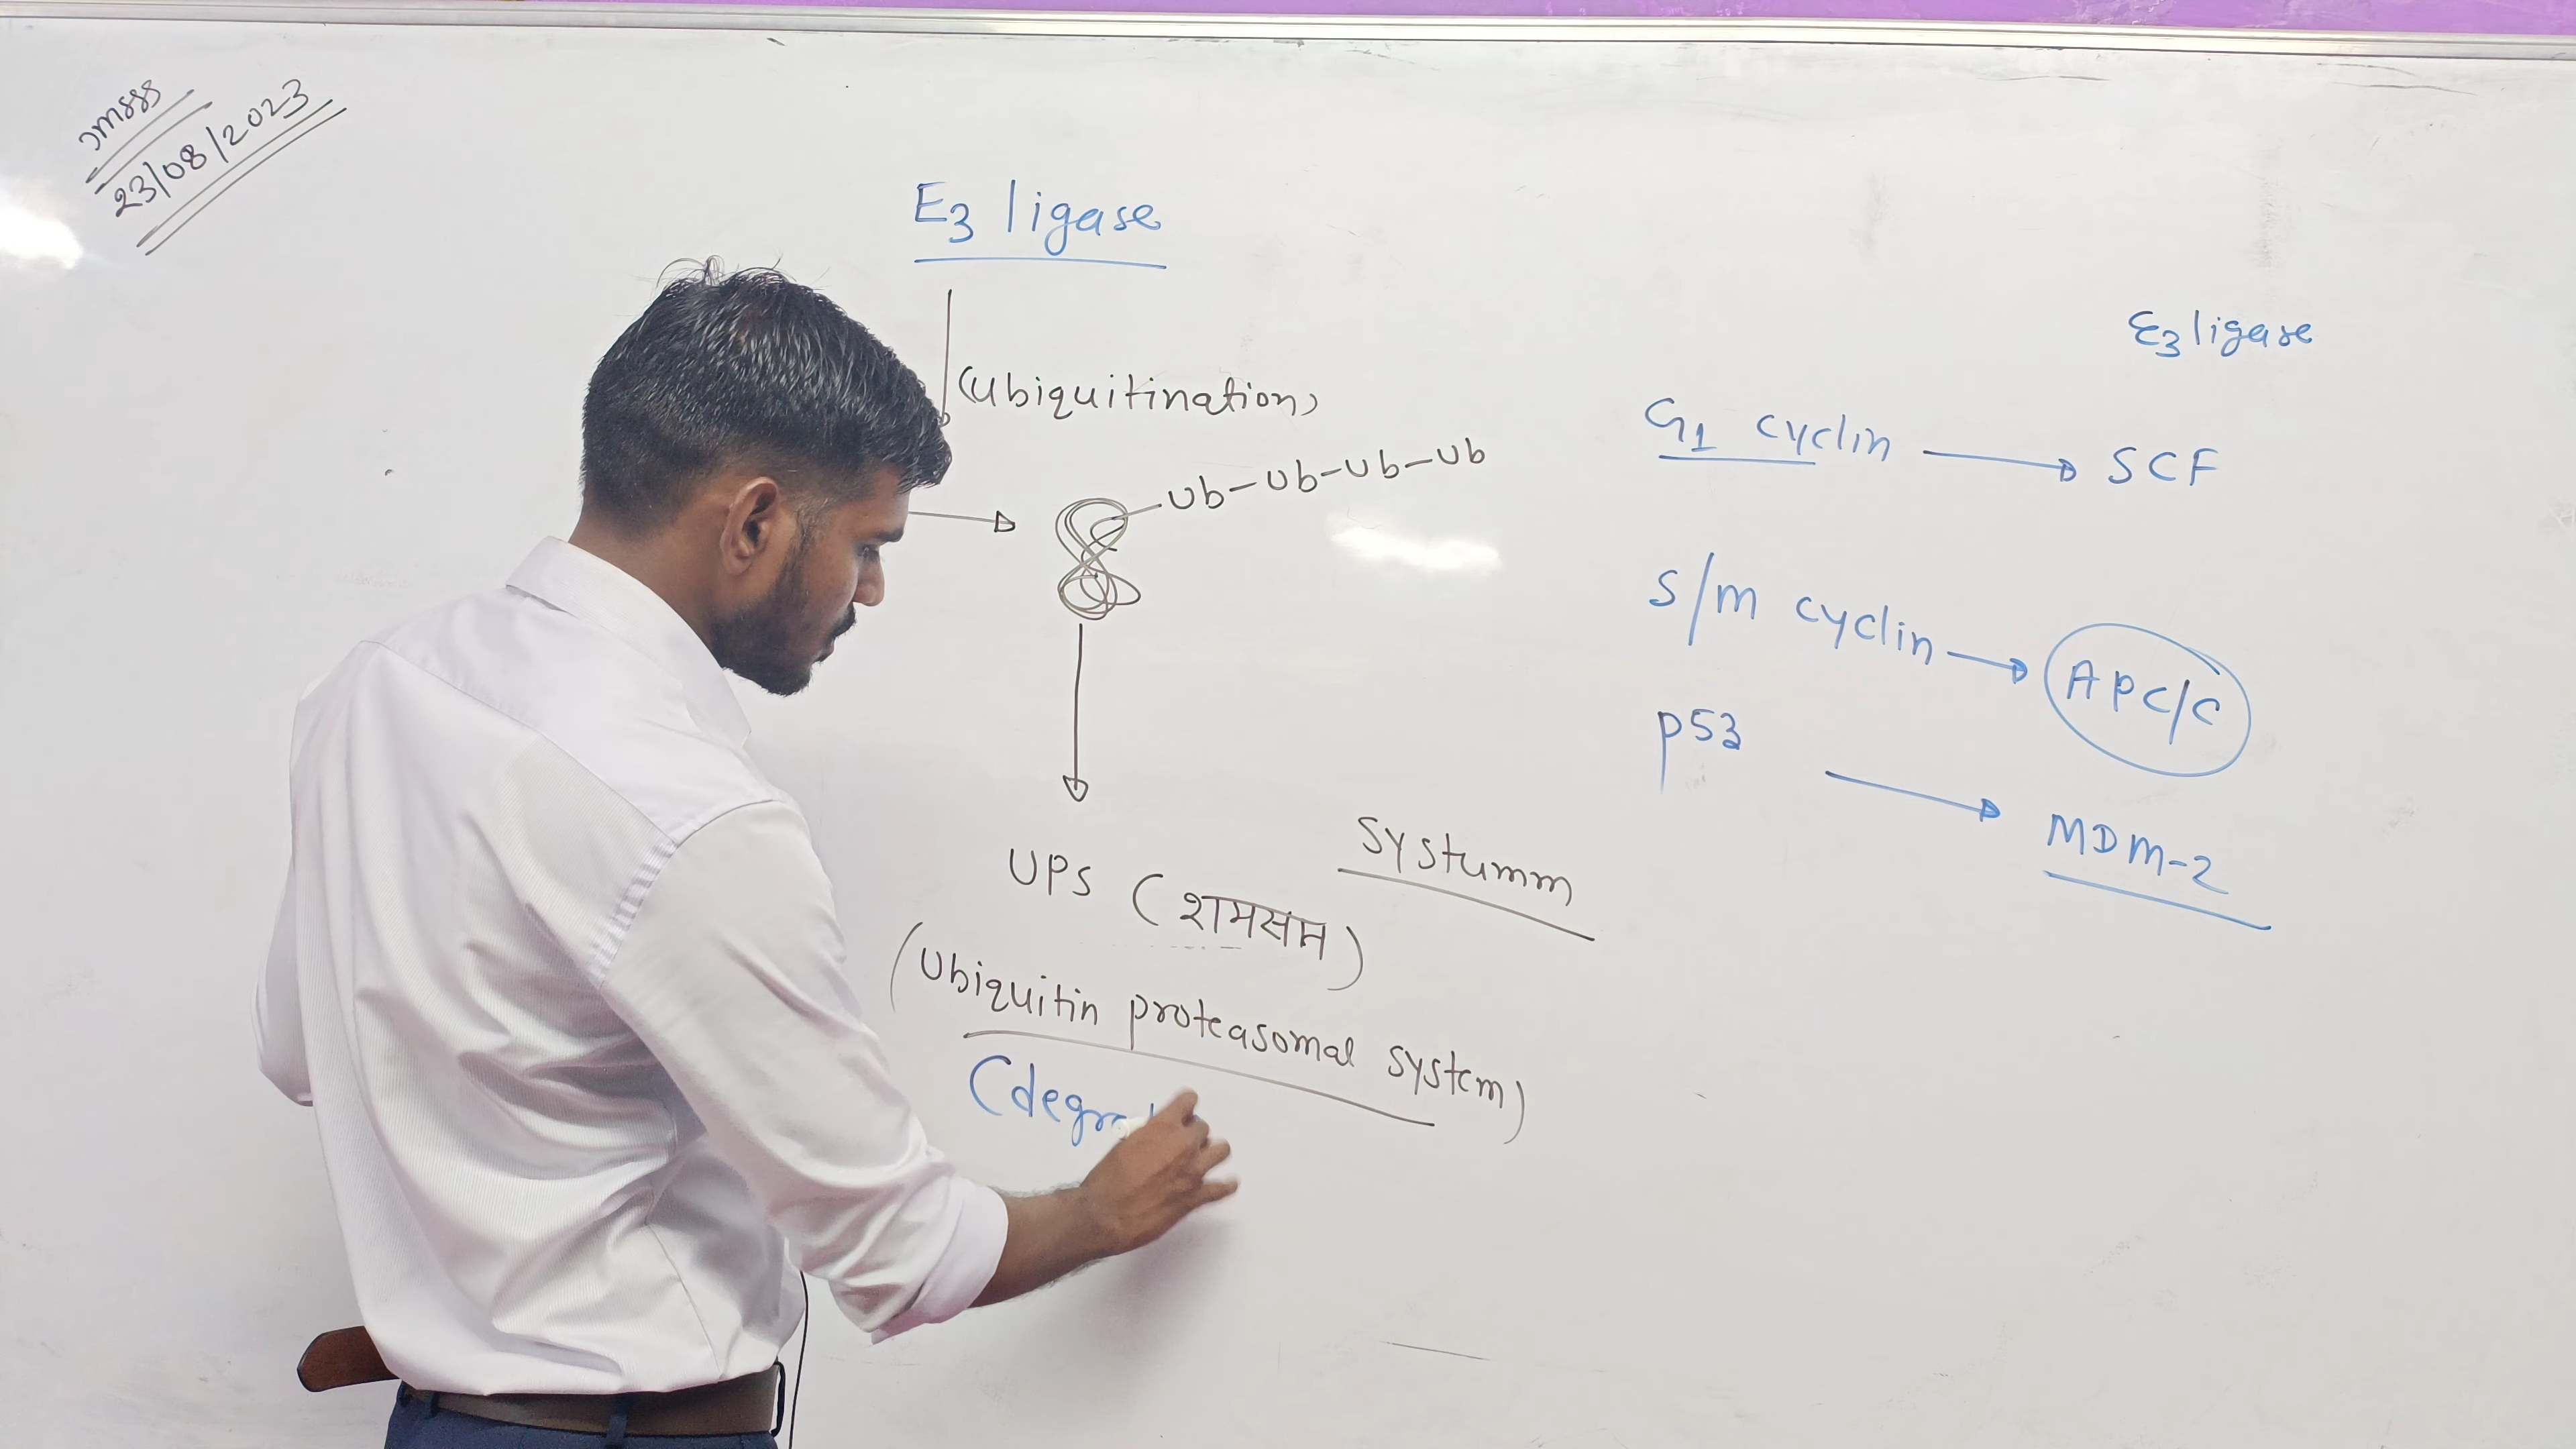 23/08/2023
E3 ligase
(ubiquitination)
Ub-Ub-Ub-Ub
Systumm
UPS (शमसान)
(Ubiquitin proteasomal system)
(degra
E3 ligase
G1 cyclin → SCF
S/M cyclin → APC/C
p53 → MDM-2